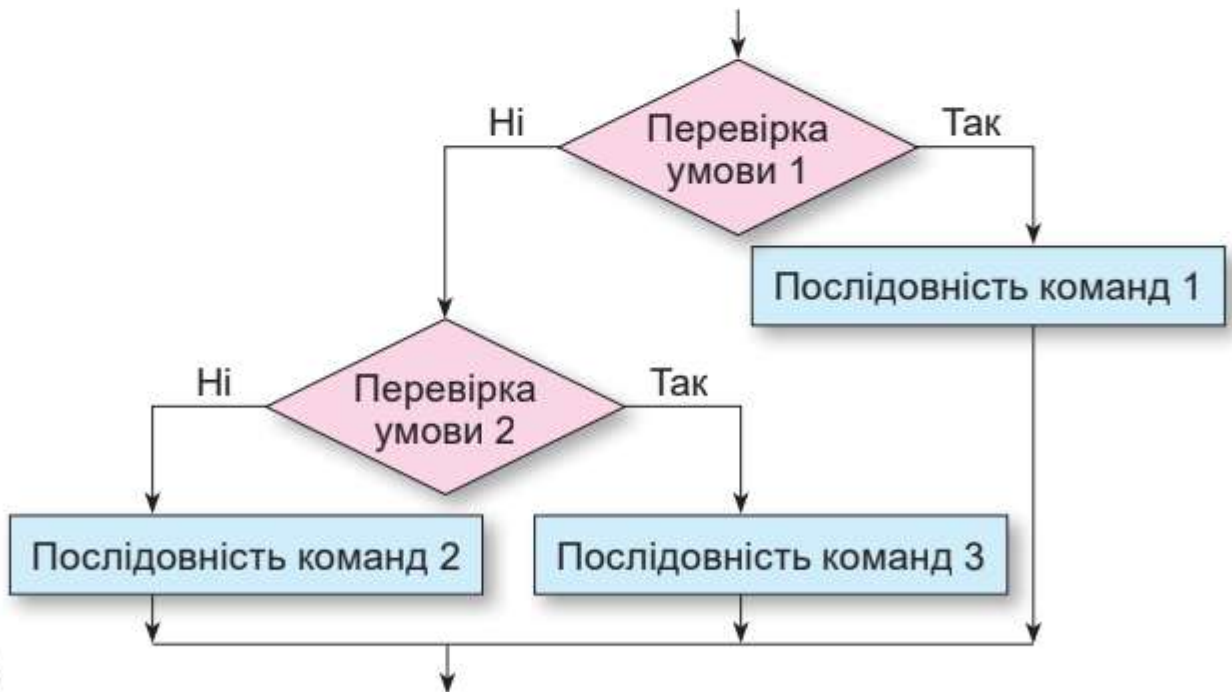 Ні
Перевірка
умови 1
Так
Послідовність команд 1
Ні
Перевірка
умови 2
Так
Послідовність команд 2
Послідовність команд 3